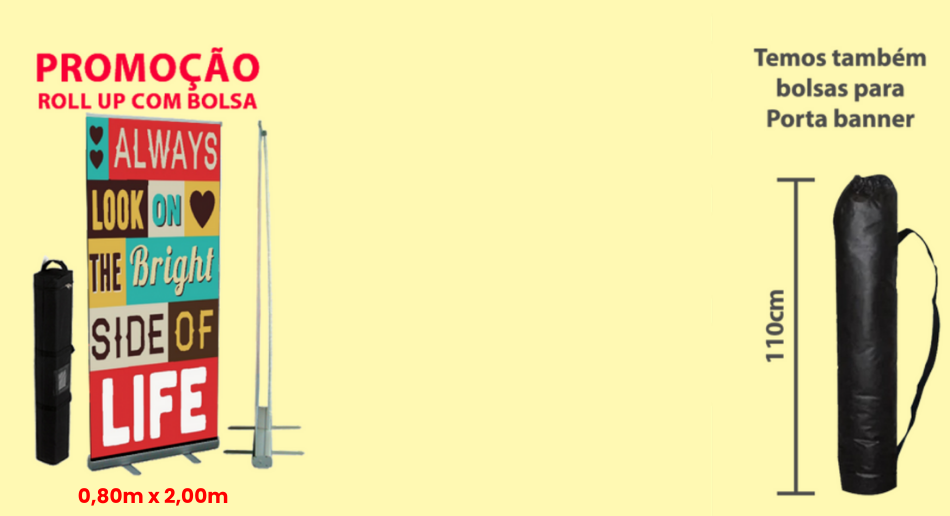 PROMOÇÃO
ROLL UP COM BOLSA
ALWAYS
LOOK ON
THE Bright
SIDE OF
LIFE
0,80m x 2,00m
Temos também
bolsas para
Porta banner
110cm